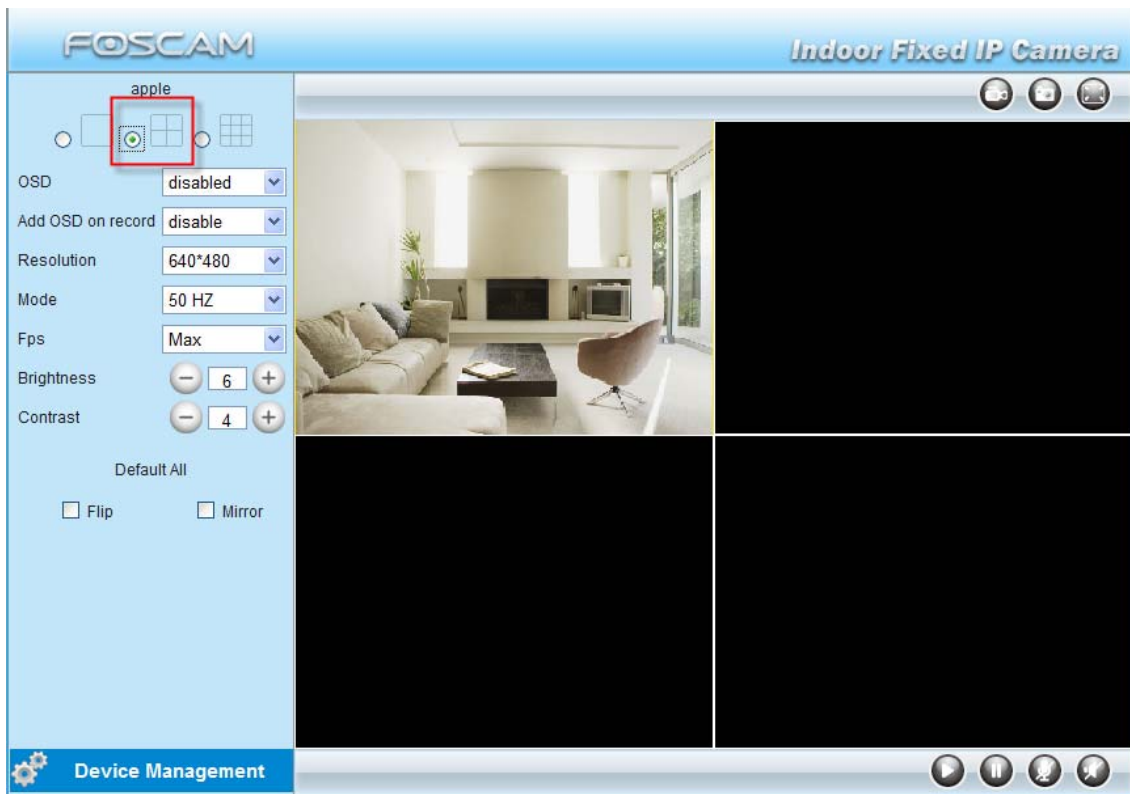 FOSCAM
Indoor Fixed IP Camera
apple
OSD disabled
Add OSD on record disable
Resolution 640*480
Mode 50 HZ
Fps Max
Brightness 6
Contrast 4
Default All
Flip Mirror
Device Management